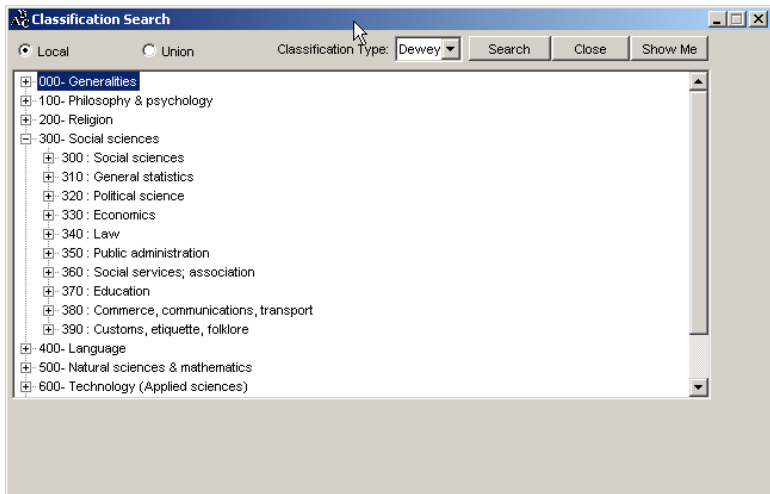 Classification Search
Local Union Classification Type: Dewey Search Close Show Me
000- Generalities
100- Philosophy & psychology
200- Religion
300- Social sciences
300 : Social sciences
310 : General statistics
320 : Political science
330 : Economics
340 : Law
350 : Public administration
360 : Social services; association
370 : Education
380 : Commerce, communications, transport
390 : Customs, etiquette, folklore
400- Language
500- Natural sciences & mathematics
600- Technology (Applied sciences)